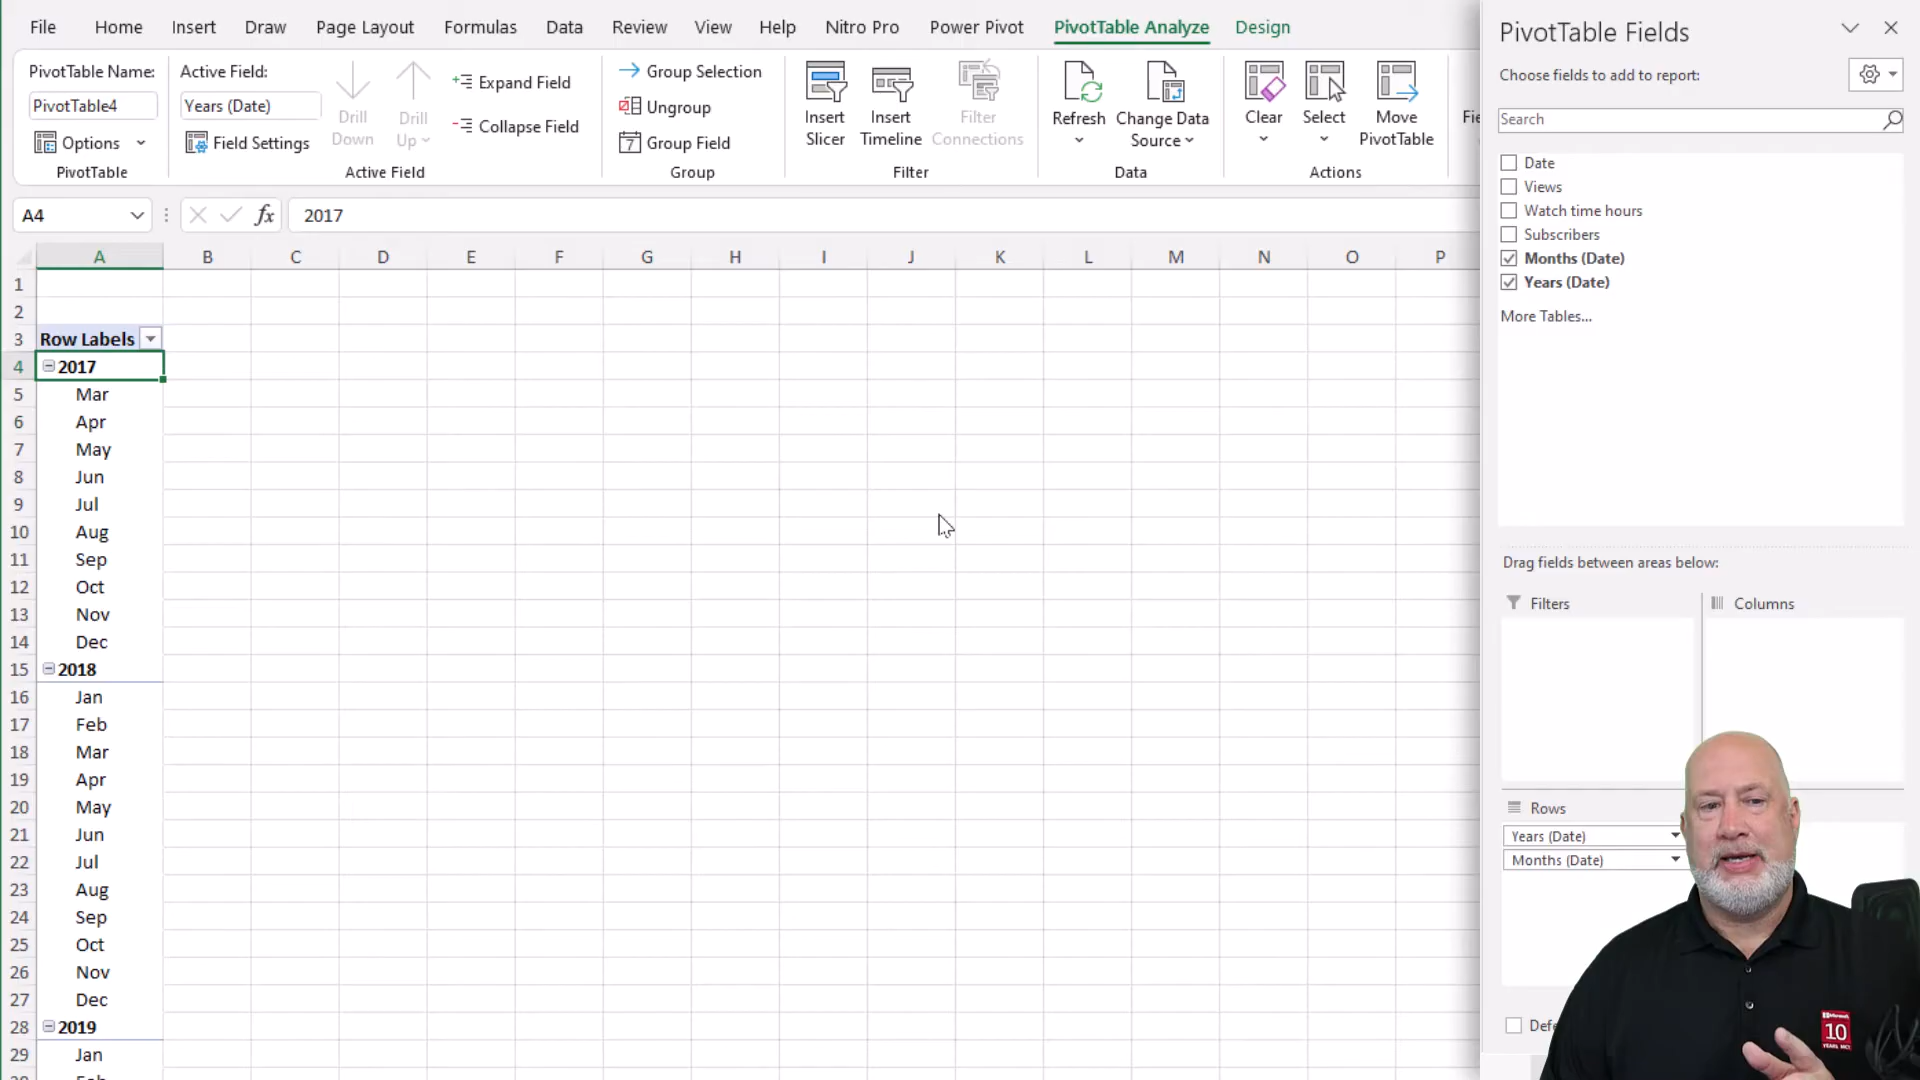 File Home Insert Draw Page Layout Formulas Data Review View Help Nitro Pro Power Pivot PivotTable Analyze Design
PivotTable Name:
PivotTable4
Options
PivotTable
Active Field:
Years (Date)
Field Settings
Drill Down
Drill Up
Expand Field
Collapse Field
Active Field
Group Selection
Ungroup
Group Field
Group
Insert Slicer
Insert Timeline
Filter Connections
Filter
Refresh
Change Data Source
Data
Clear
Select
Move PivotTable
Actions
A4
fx
2017
A B C D E F G H I J K L M N O P
1
2
3 Row Labels
4 2017
5 Mar
6 Apr
7 May
8 Jun
9 Jul
10 Aug
11 Sep
12 Oct
13 Nov
14 Dec
15 2018
16 Jan
17 Feb
18 Mar
19 Apr
20 May
21 Jun
22 Jul
23 Aug
24 Sep
25 Oct
26 Nov
27 Dec
28 2019
29 Jan
PivotTable Fields
Choose fields to add to report:
Search
Date
Views
Watch time hours
Subscribers
Months (Date)
Years (Date)
More Tables...
Drag fields between areas below:
Filters
Columns
Rows
Years (Date)
Months (Date)
Microsoft
10
YEARS MCT